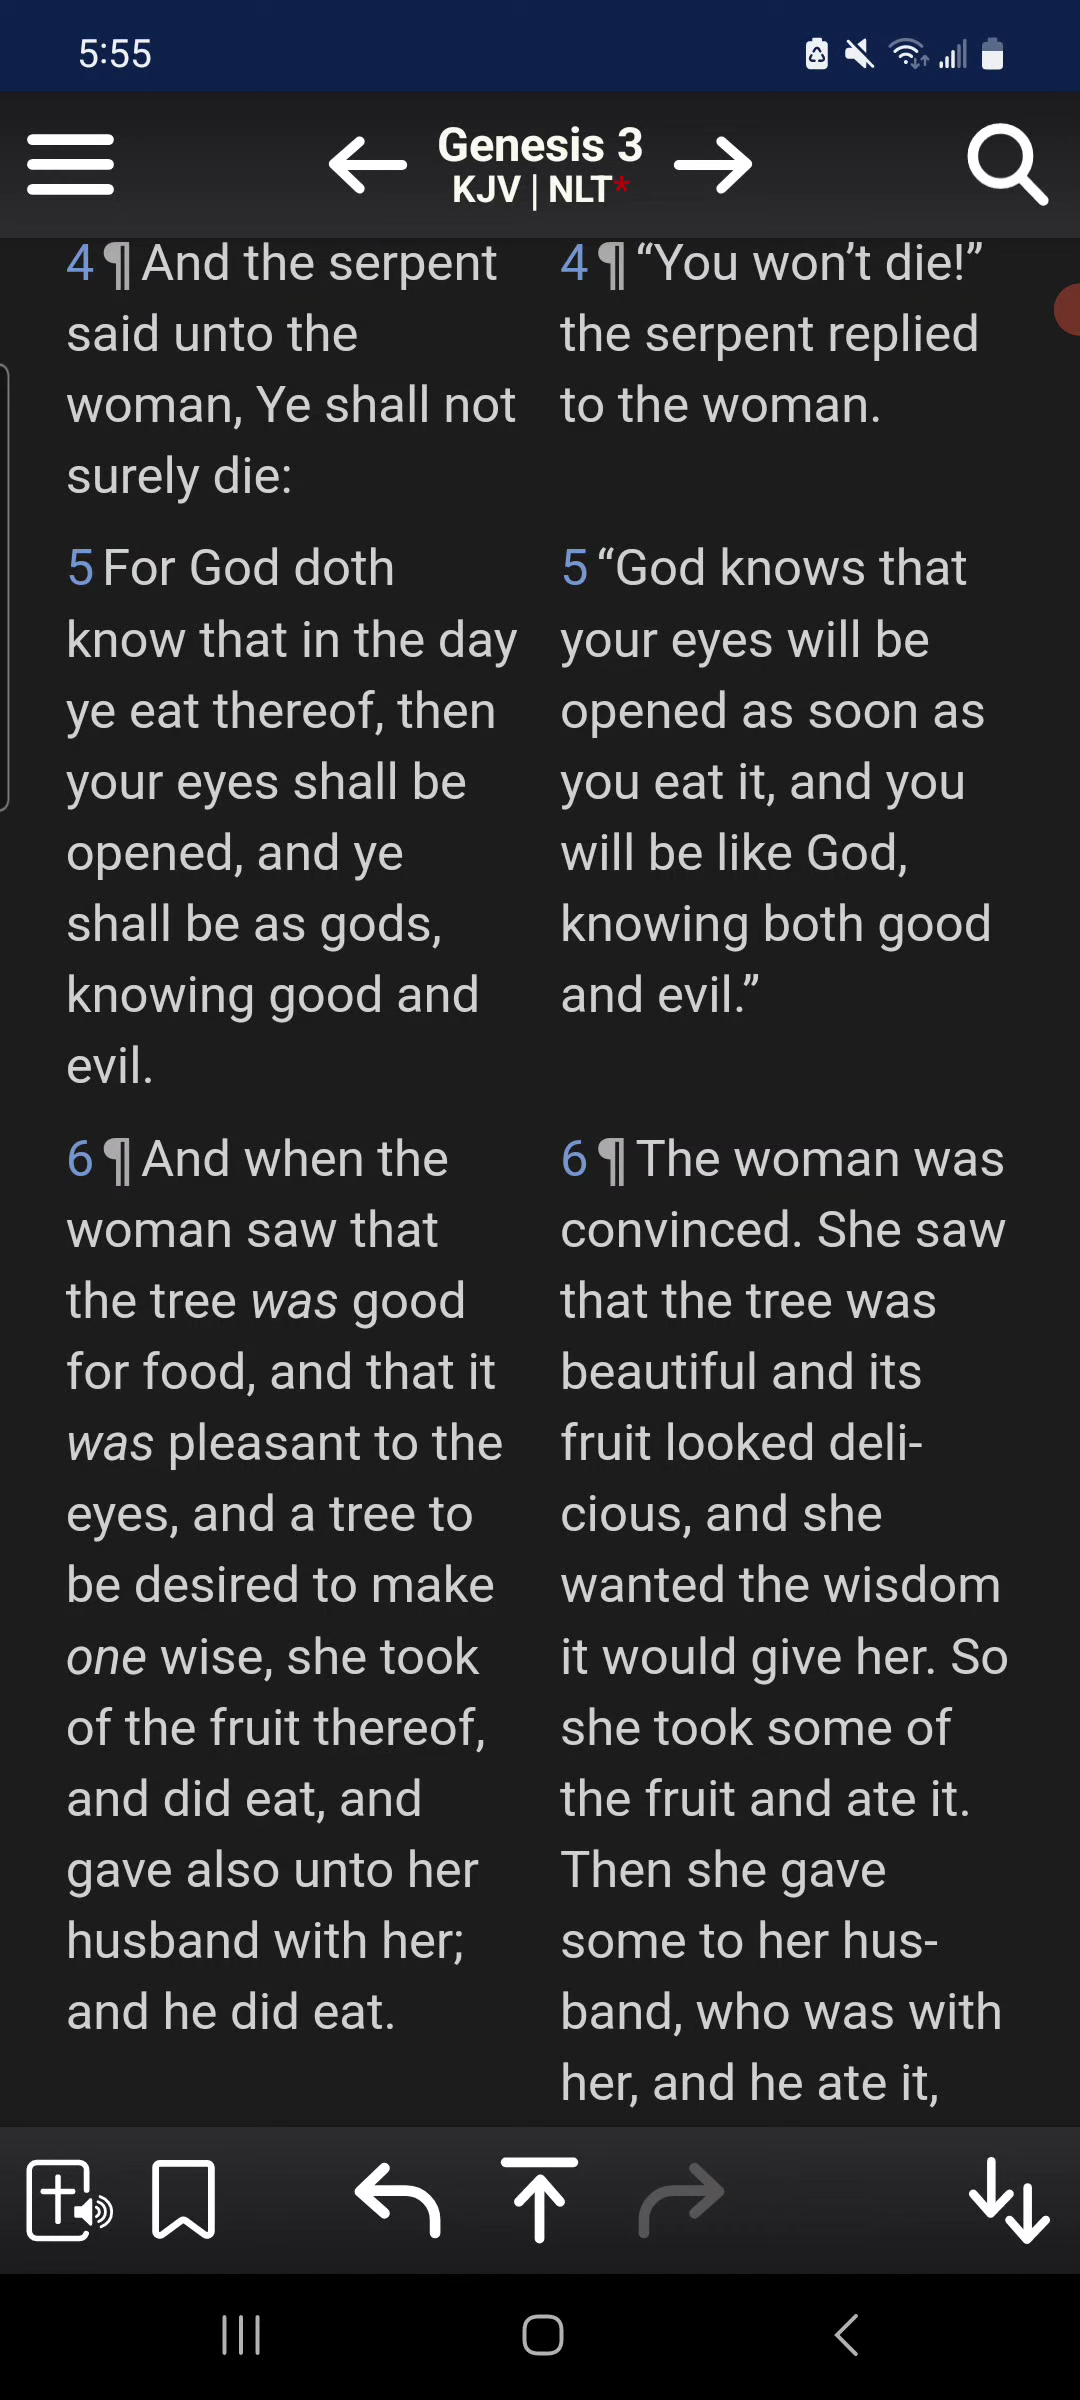 5:55
Genesis 3
KJV | NLT*
4 ¶ And the serpent
said unto the
woman, Ye shall not
surely die:
5 For God doth
know that in the day
ye eat thereof, then
your eyes shall be
opened, and ye
shall be as gods,
knowing good and
evil.
6 ¶ And when the
woman saw that
the tree was good
for food, and that it
was pleasant to the
eyes, and a tree to
be desired to make
one wise, she took
of the fruit thereof,
and did eat, and
gave also unto her
husband with her;
and he did eat.
4 ¶ “You won’t die!”
the serpent replied
to the woman.
5 “God knows that
your eyes will be
opened as soon as
you eat it, and you
will be like God,
knowing both good
and evil.”
6 ¶ The woman was
convinced. She saw
that the tree was
beautiful and its
fruit looked deli-
cious, and she
wanted the wisdom
it would give her. So
she took some of
the fruit and ate it.
Then she gave
some to her hus-
band, who was with
her, and he ate it,